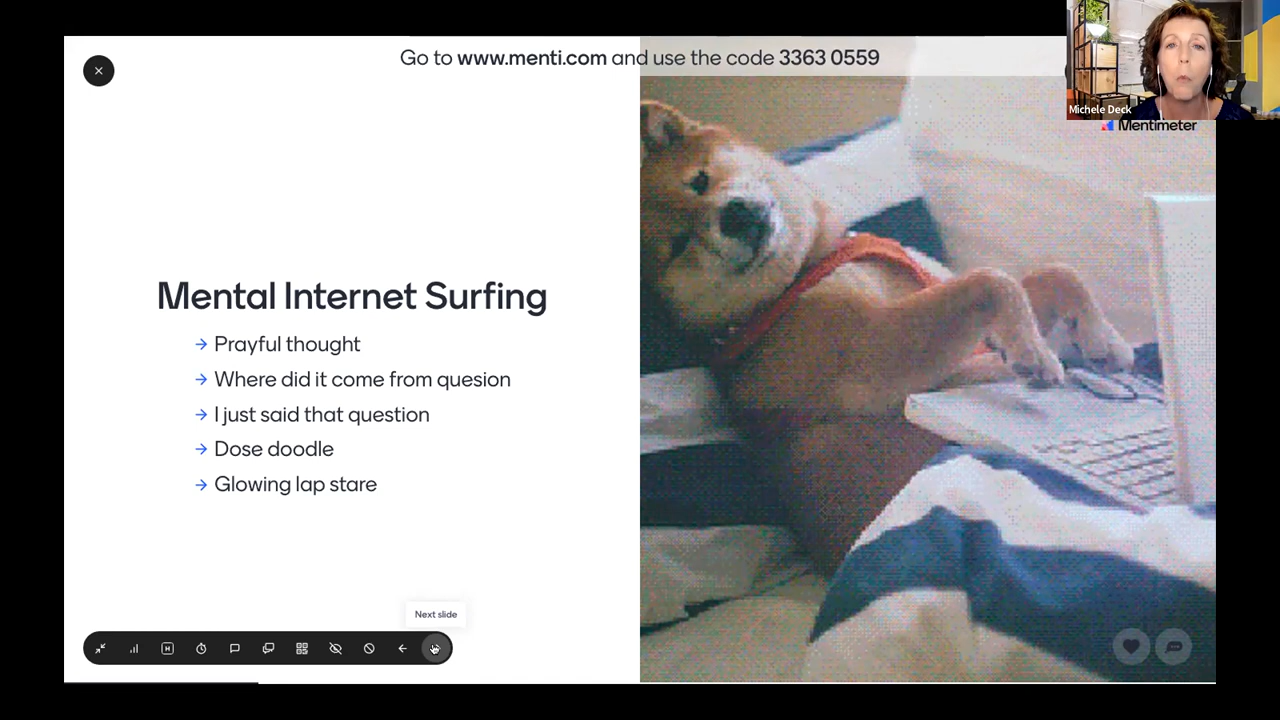 Go to www.menti.com and use the code 3363 0559
Michele Deck
Mentimeter
Mental Internet Surfing
→ Prayful thought
→ Where did it come from quesion
→ I just said that question
→ Dose doodle
→ Glowing lap stare
Next slide